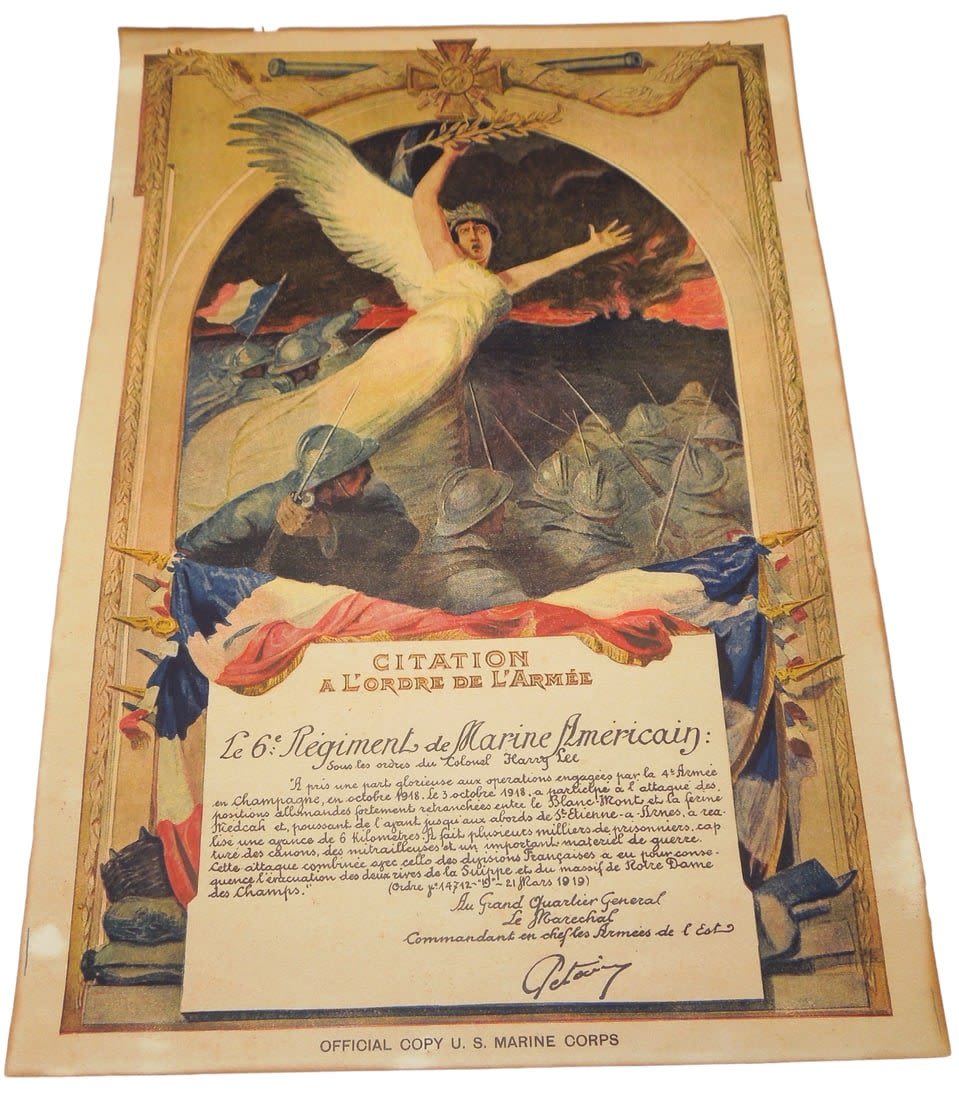 CITATION
A L'ORDRE DE L'ARMÉE
Le 6e Régiment de Marine Américain:
Sous les ordres du Colonel Harry Lee
"A pris une part glorieuse aux operations engagées par la 4e Armée
en Champagne, en octobre 1918. Le 3 octobre 1918, a participé à l'attaque des
positions allemandes fortement retranchées entre le Blanc-Mont et la ferme
Medeah et, poussant de l'avant jusqu'aux abords de St Etienne-a-Arnes, a rea-
lisé une avance de 6 Kilometres. A fait plusieurs milliers de prisonniers, cap
turé des canons, des mitrailleuses et un important materiel de guerre.
Cette attaque combinée avec celle des divisions Françaises a eu pour conse-
quence l'évacuation des deux rives de la Suippe et du massif de Notre Dame
des Champs."
(Ordre No 14712-"D"- 21 Mars 1919)
Au Grand Quartier General
Le Marechal
Commandant en chef les Armées de l'Est
Petain
OFFICIAL COPY U. S. MARINE CORPS